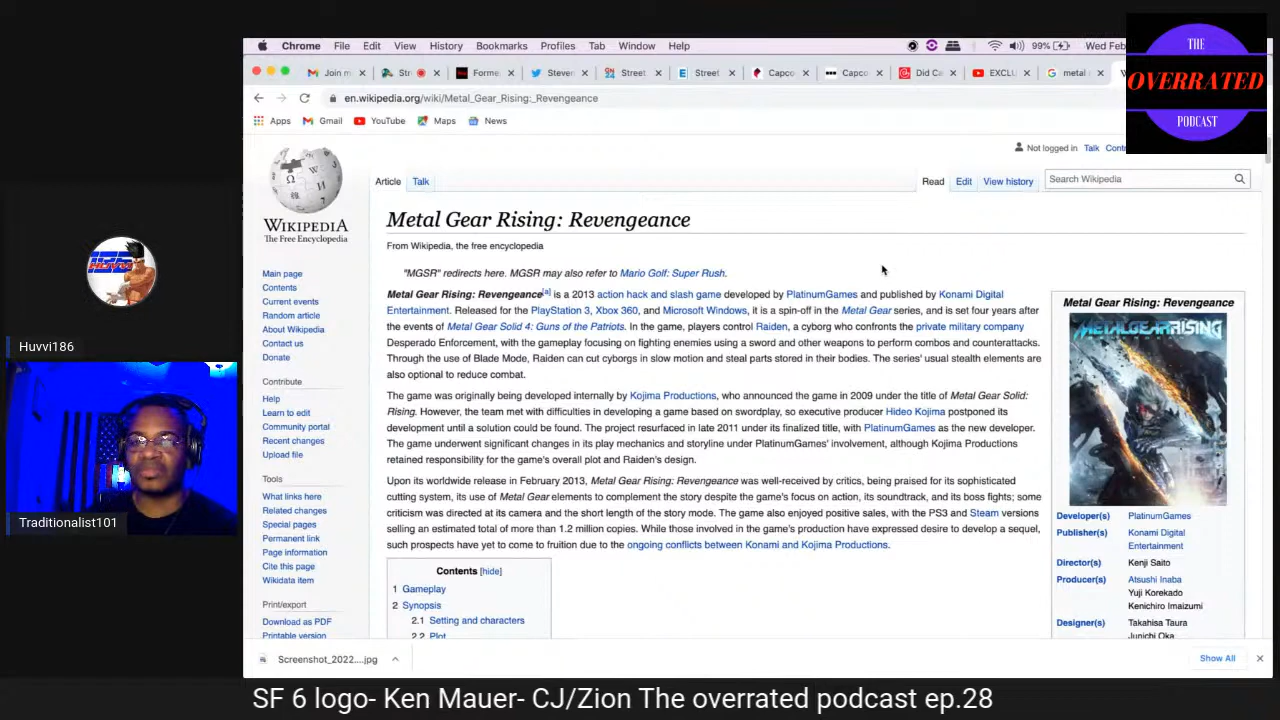 Chrome File Edit View History Bookmarks Profiles Tab Window Help 99% Wed Feb
Join m Str Forme Steven Street Street Capco Capco Did Ca EXCLU metal
en.wikipedia.org/wiki/Metal_Gear_Rising:_Revengeance
Apps Gmail YouTube Maps News
THE
OVERRATED
PODCAST
Not logged in Talk Cont
Article Talk Read Edit View history Search Wikipedia
WIKIPEDIA
The Free Encyclopedia
Main page
Contents
Current events
Random article
About Wikipedia
Contact us
Donate
Contribute
Help
Learn to edit
Community portal
Recent changes
Upload file
Tools
What links here
Related changes
Special pages
Permanent link
Page information
Cite this page
Wikidata item
Print/export
Download as PDF
Printable version
Metal Gear Rising: Revengeance
From Wikipedia, the free encyclopedia
"MGSR" redirects here. MGSR may also refer to Mario Golf: Super Rush.
Metal Gear Rising: Revengeance[a] is a 2013 action hack and slash game developed by PlatinumGames and published by Konami Digital
Entertainment. Released for the PlayStation 3, Xbox 360, and Microsoft Windows, it is a spin-off in the Metal Gear series, and is set four years after
the events of Metal Gear Solid 4: Guns of the Patriots. In the game, players control Raiden, a cyborg who confronts the private military company
Desperado Enforcement, with the gameplay focusing on fighting enemies using a sword and other weapons to perform combos and counterattacks.
Through the use of Blade Mode, Raiden can cut cyborgs in slow motion and steal parts stored in their bodies. The series' usual stealth elements are
also optional to reduce combat.
The game was originally being developed internally by Kojima Productions, who announced the game in 2009 under the title of Metal Gear Solid:
Rising. However, the team met with difficulties in developing a game based on swordplay, so executive producer Hideo Kojima postponed its
development until a solution could be found. The project resurfaced in late 2011 under its finalized title, with PlatinumGames as the new developer.
The game underwent significant changes in its play mechanics and storyline under PlatinumGames' involvement, although Kojima Productions
retained responsibility for the game's overall plot and Raiden's design.
Upon its worldwide release in February 2013, Metal Gear Rising: Revengeance was well-received by critics, being praised for its sophisticated
cutting system, its use of Metal Gear elements to complement the story despite the game's focus on action, its soundtrack, and its boss fights; some
criticism was directed at its camera and the short length of the story mode. The game also enjoyed positive sales, with the PS3 and Steam versions
selling an estimated total of more than 1.2 million copies. While those involved in the game's production have expressed desire to develop a sequel,
such prospects have yet to come to fruition due to the ongoing conflicts between Konami and Kojima Productions.
Contents [hide]
1 Gameplay
2 Synopsis
2.1 Setting and characters
2.2 Plot
Metal Gear Rising: Revengeance
METAL GEAR RISING
Developer(s) PlatinumGames
Publisher(s) Konami Digital
Entertainment
Director(s) Kenji Saito
Producer(s) Atsushi Inaba
Yuji Korekado
Kenichiro Imaizumi
Designer(s) Takahisa Taura
Junichi Oka
Huvvi186
Traditionalist101
Screenshot_2022....jpg Show All
SF 6 logo- Ken Mauer- CJ/Zion The overrated podcast ep.28